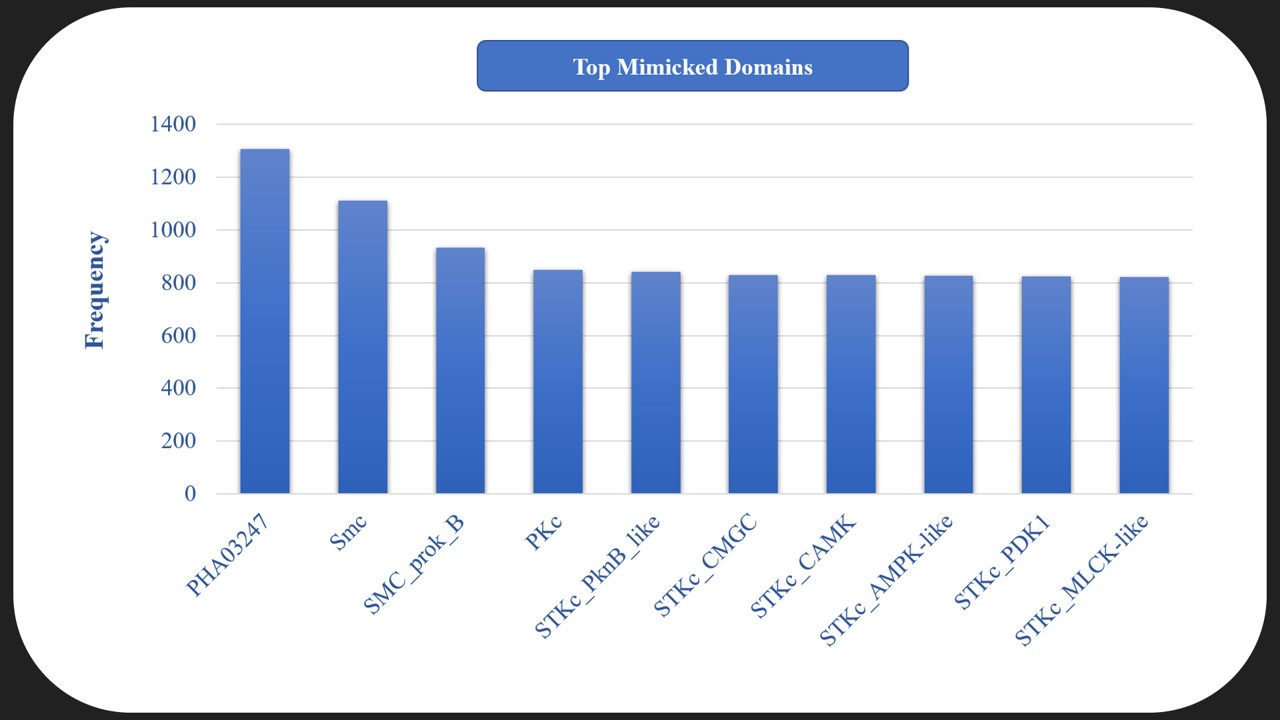 Top Mimicked Domains
1400
1200
1000
800
600
400
200
0
Frequency
PHA03247
Smc
SMC_prok_B
PKc
STKc_PknB_like
STKc_CMGC
STKc_CAMK
STKc_AMPK-like
STKc_PDK1
STKc_MLCK-like